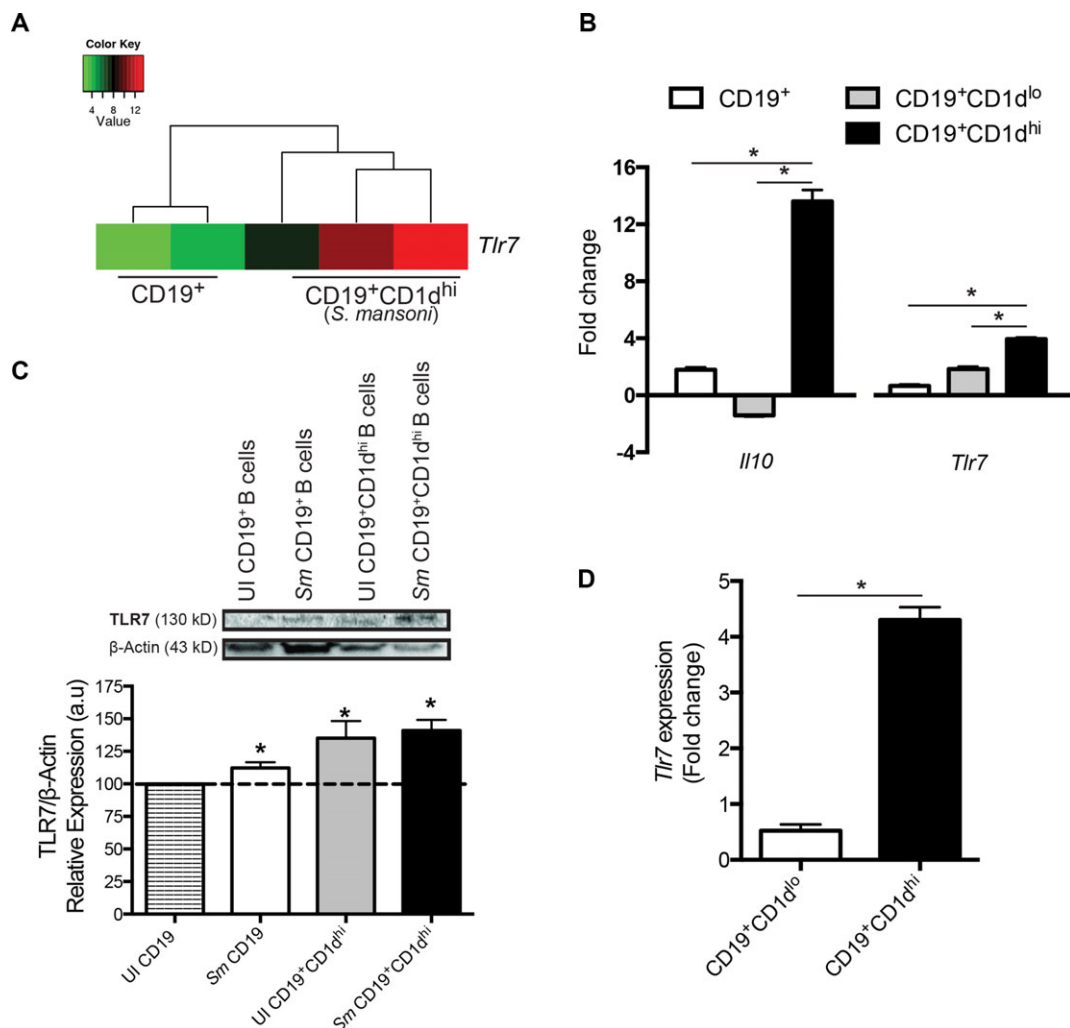 A
Color Key
4 8 12
Value
Tlr7
CD19+
CD19+CD1dhi
(S. mansoni)
B
CD19+
CD19+CD1dlo
CD19+CD1dhi
*
*
*
*
Fold change
16
12
8
4
0
-4
Il10
Tlr7
C
UI CD19+ B cells
Sm CD19+ B cells
UI CD19+CD1dhi B cells
Sm CD19+CD1dhi B cells
TLR7 (130 kD)
β-Actin (43 kD)
TLR7/β-Actin
Relative Expression (a.u)
175
150
125
100
75
50
25
0
*
*
*
UI CD19
Sm CD19
UI CD19+CD1dhi
Sm CD19+CD1dhi
D
Tlr7 expression
(Fold change)
5
4
3
2
1
0
*
CD19+CD1dlo
CD19+CD1dhi